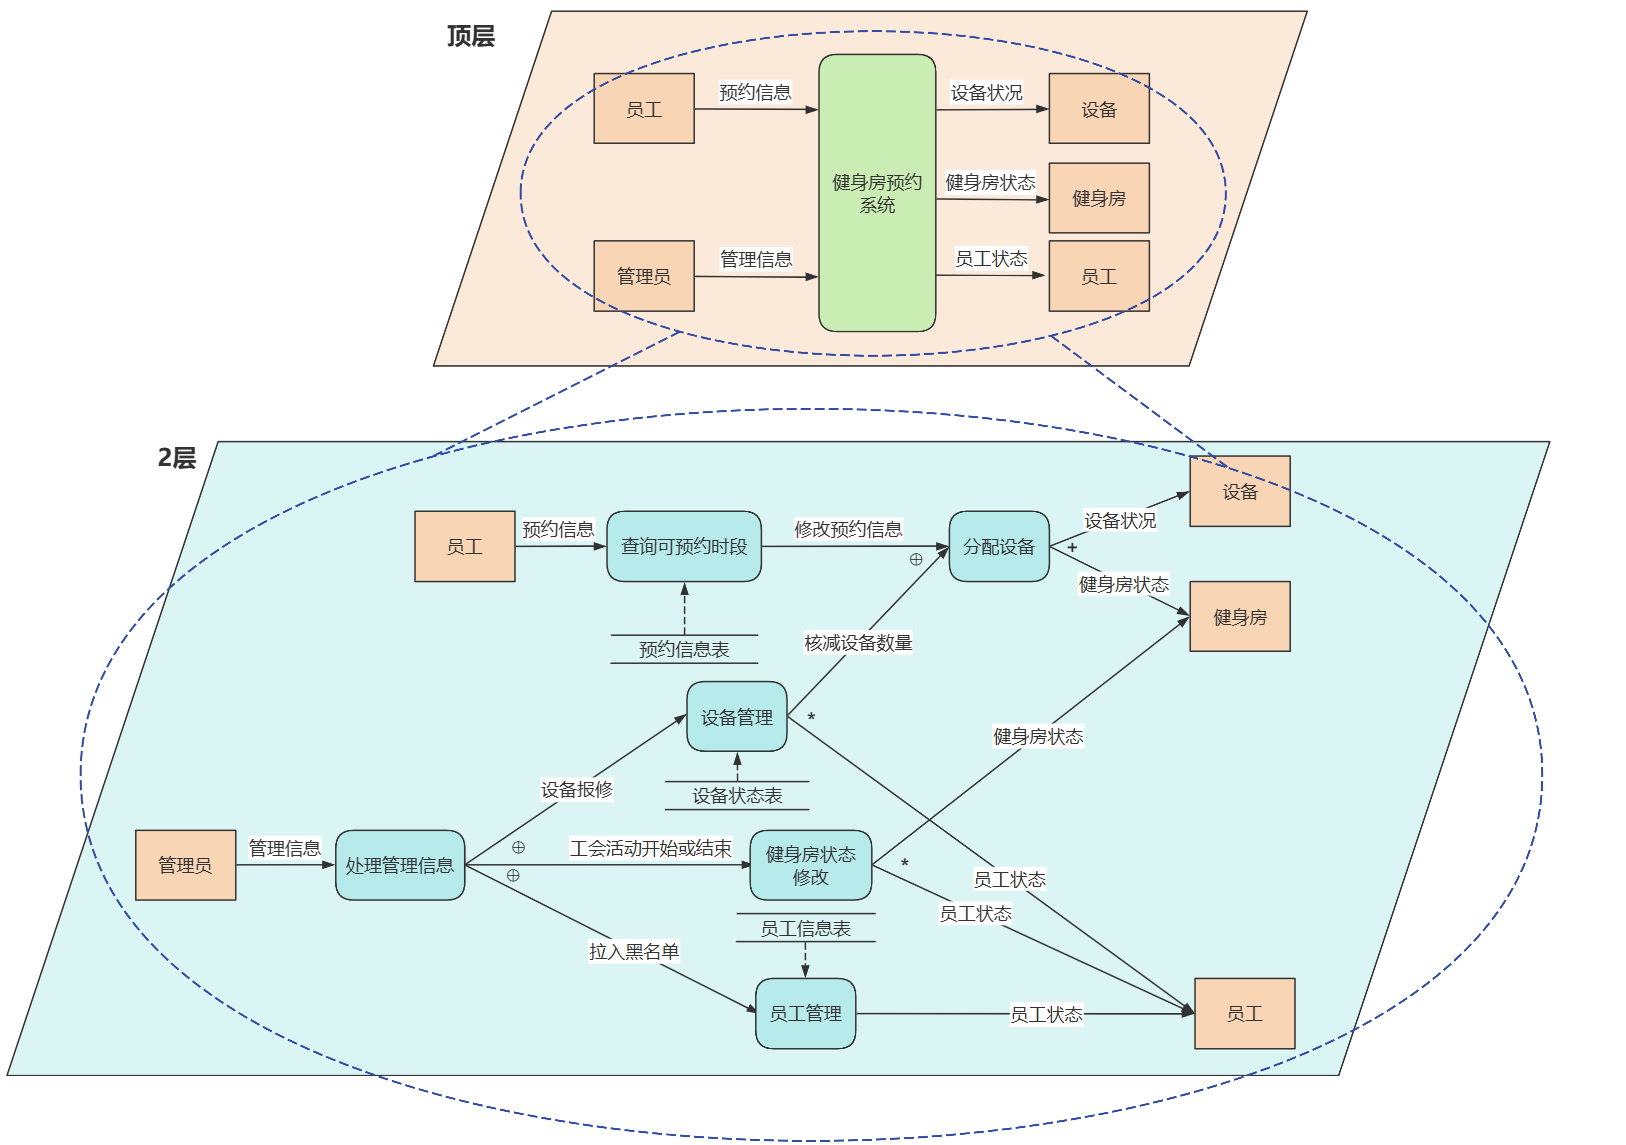 顶层
员工
预约信息
健身房预约
系统
设备状况
设备
健身房状态
健身房
管理员
管理信息
员工状态
员工
2层
员工
预约信息
查询可预约时段
修改预约信息
⊕
分配设备
设备状况
+
健身房状态
设备
健身房
预约信息表
核减设备数量
设备管理
*
设备状态表
健身房状态
设备报修
管理员
管理信息
处理管理信息
⊕
工会活动开始或结束
⊕
健身房状态
修改
*
员工状态
员工状态
员工信息表
拉入黑名单
员工管理
员工状态
员工